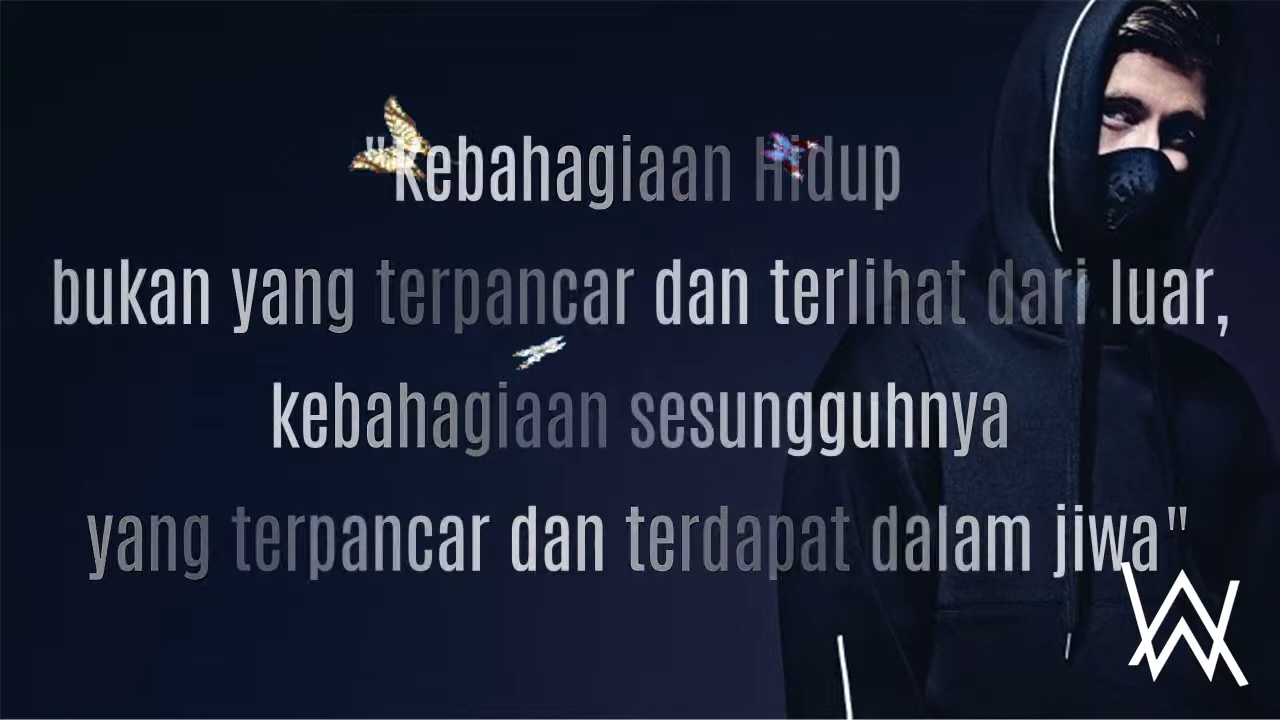 "Kebahagiaan Hidup
bukan yang terpancar dan terlihat dari luar,
kebahagiaan sesungguhnya
yang terpancar dan terdapat dalam jiwa"